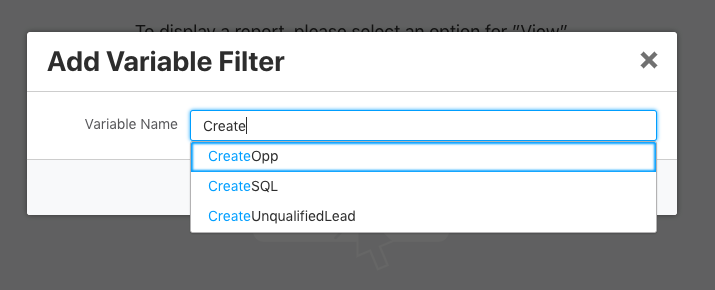 To display a report, please select an option for "View"
Add Variable Filter
Variable Name
Create
CreateOpp
CreateSQL
CreateUnqualifiedLead